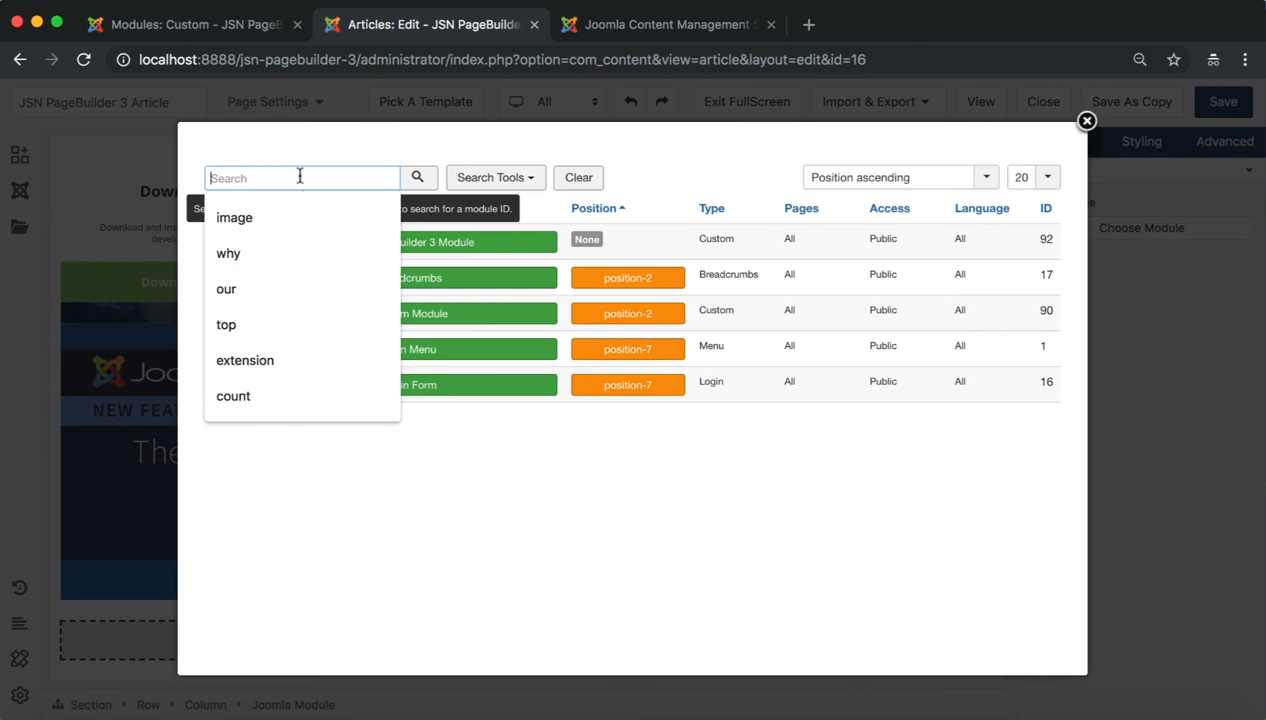 Modules: Custom - JSN PageB
Articles: Edit - JSN PageBuilde
Joomla Content Management S
localhost:8888/jsn-pagebuilder-3/administrator/index.php?option=com_content&view=article&layout=edit&id=16
JSN PageBuilder 3 Article
Page Settings
Pick A Template
All
Exit FullScreen
Import & Export
View
Close
Save As Copy
Save
Styling
Advanced
Search
Search Tools
Clear
Position ascending
20
to search for a module ID.
Position
Type
Pages
Access
Language
ID
uilder 3 Module
None
Custom
All
Public
All
92
dcrumbs
position-2
Breadcrumbs
All
Public
All
17
m Module
position-2
Custom
All
Public
All
90
n Menu
position-7
Menu
All
Public
All
1
in Form
position-7
Login
All
Public
All
16
image
why
our
top
extension
count
Choose Module
Down
Download and ins
devel
Down
Joo
NEW FEA
The
Section
Row
Column
Joomla Module